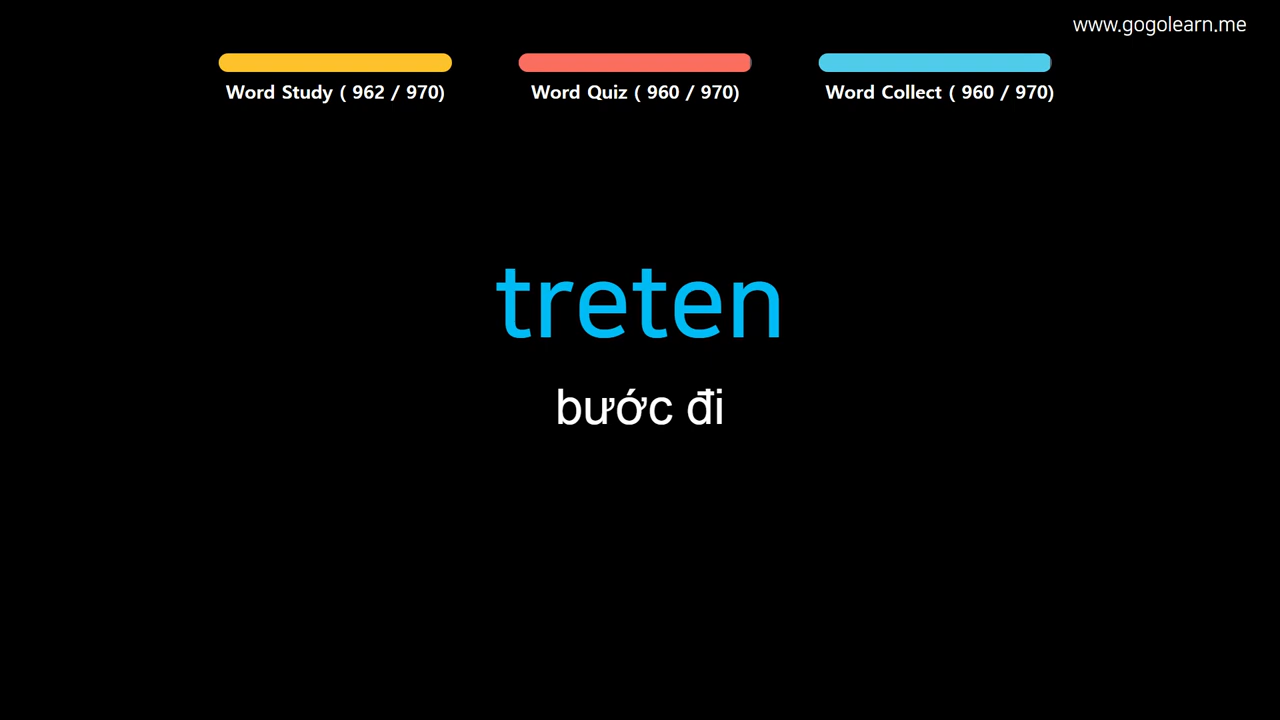 www.gogolearn.me
Word Study ( 962 / 970)
Word Quiz ( 960 / 970)
Word Collect ( 960 / 970)
treten
bước đi